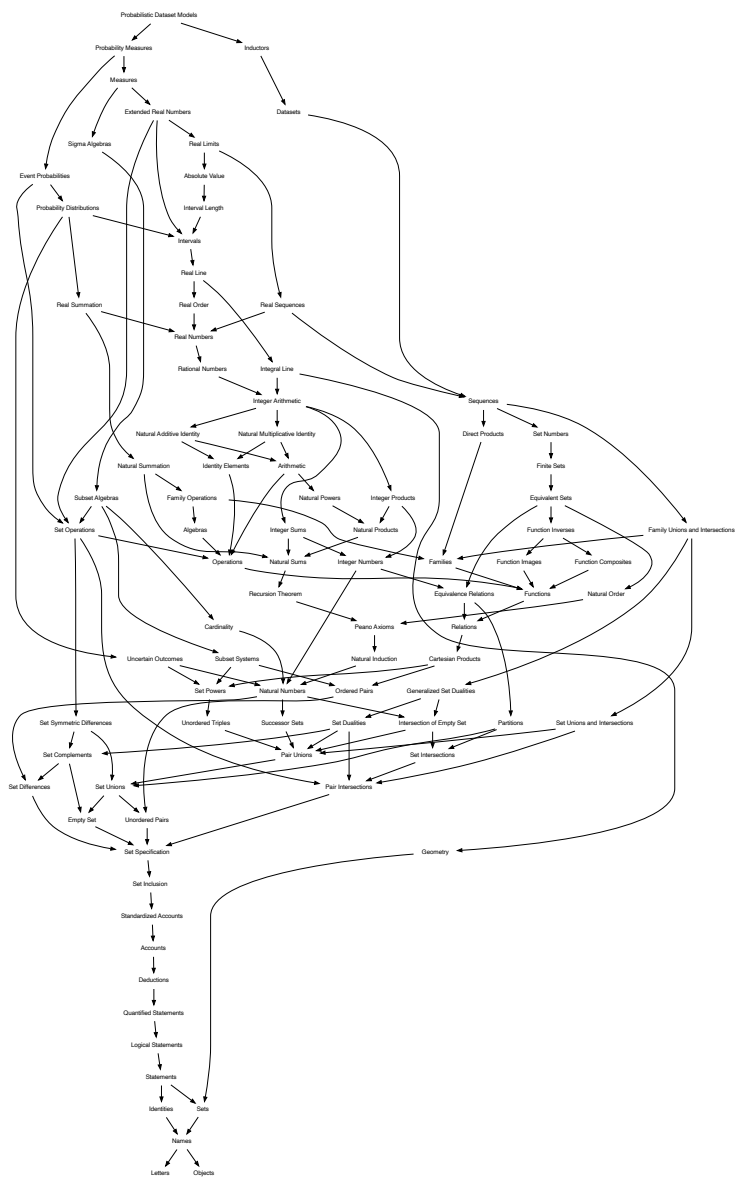 Probabilistic Dataset Models
Probability Measures
Inductors
Measures
Extended Real Numbers
Datasets
Sigma Algebras
Real Limits
Event Probabilities
Absolute Value
Probability Distributions
Interval Length
Intervals
Real Line
Real Summation
Real Order
Real Sequences
Real Numbers
Rational Numbers
Integral Line
Integer Arithmetic
Sequences
Natural Additive Identity
Natural Multiplicative Identity
Direct Products
Set Numbers
Natural Summation
Identity Elements
Arithmetic
Finite Sets
Subset Algebras
Family Operations
Natural Powers
Integer Products
Equivalent Sets
Set Operations
Algebras
Integer Sums
Natural Products
Function Inverses
Family Unions and Intersections
Operations
Natural Sums
Integer Numbers
Families
Function Images
Function Composites
Recursion Theorem
Equivalence Relations
Functions
Natural Order
Cardinality
Peano Axioms
Relations
Uncertain Outcomes
Subset Systems
Natural Induction
Cartesian Products
Set Powers
Natural Numbers
Ordered Pairs
Generalized Set Dualities
Set Symmetric Differences
Unordered Triples
Successor Sets
Set Dualities
Intersection of Empty Set
Partitions
Set Unions and Intersections
Set Complements
Pair Unions
Set Intersections
Set Differences
Set Unions
Pair Intersections
Empty Set
Unordered Pairs
Set Specification
Geometry
Set Inclusion
Standardized Accounts
Accounts
Deductions
Quantified Statements
Logical Statements
Statements
Identities
Sets
Names
Letters
Objects